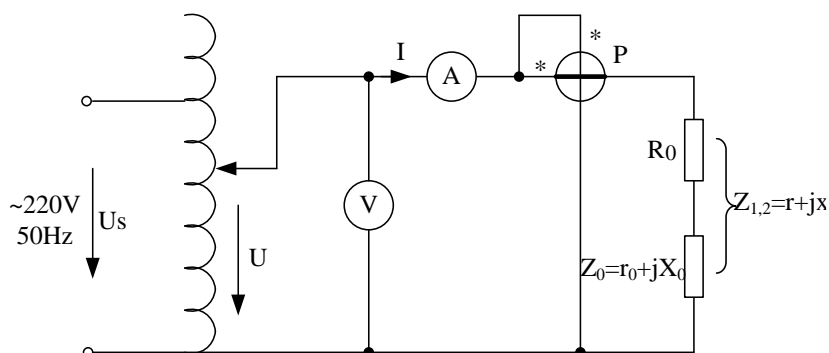 I
*
*
P
A
R0
~220V
50Hz
Us
V
Z1,2=r+jx
U
Z0=r0+jX0